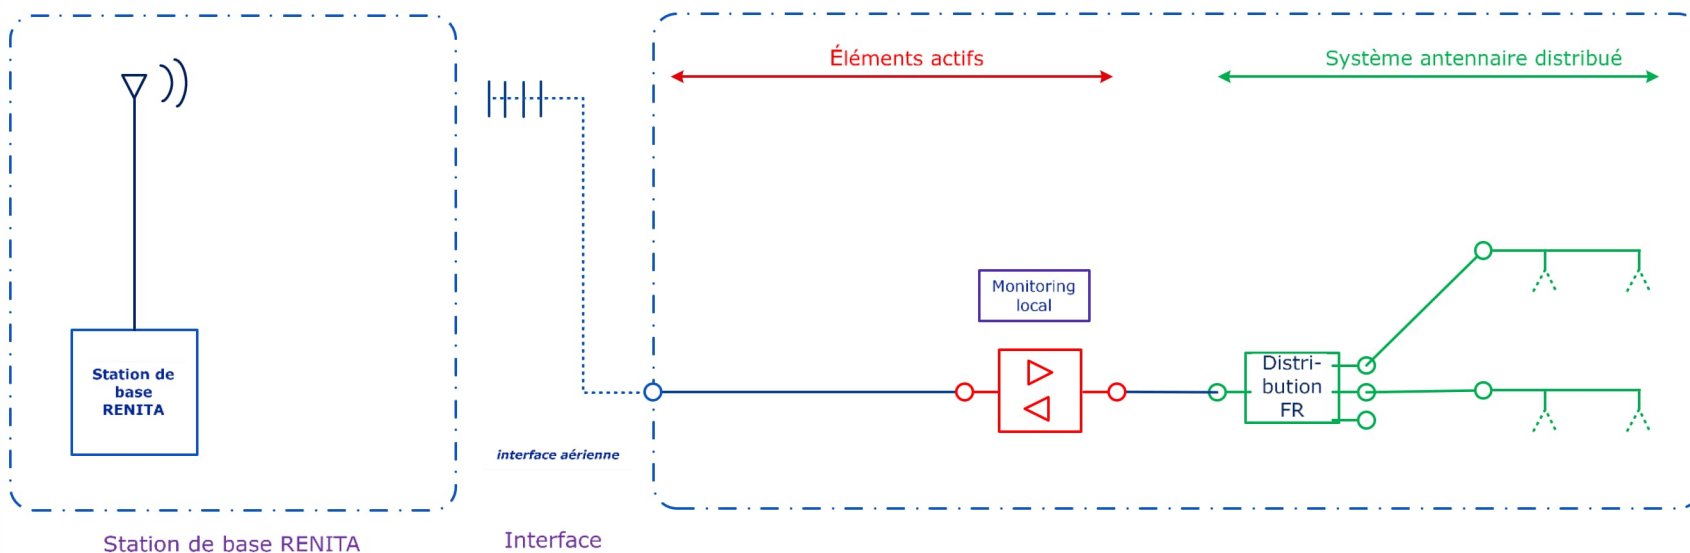 Éléments actifs
Système antennaire distribué
Monitoring
local
Station de
base
RENITA
Distri-
bution
FR
interface aérienne
Station de base RENITA
Interface